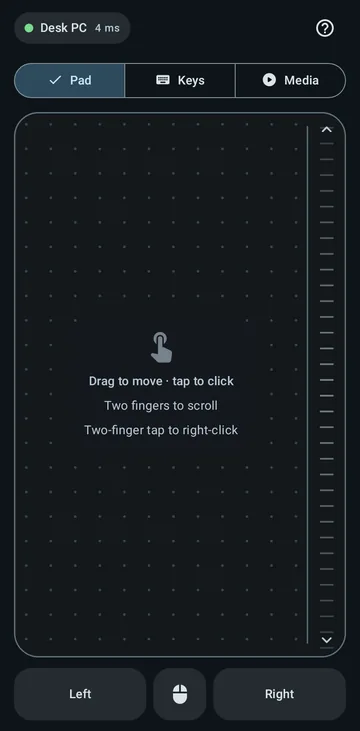 Desk PC 4 ms
Pad Keys Media
Drag to move · tap to click
Two fingers to scroll
Two-finger tap to right-click
Left Right